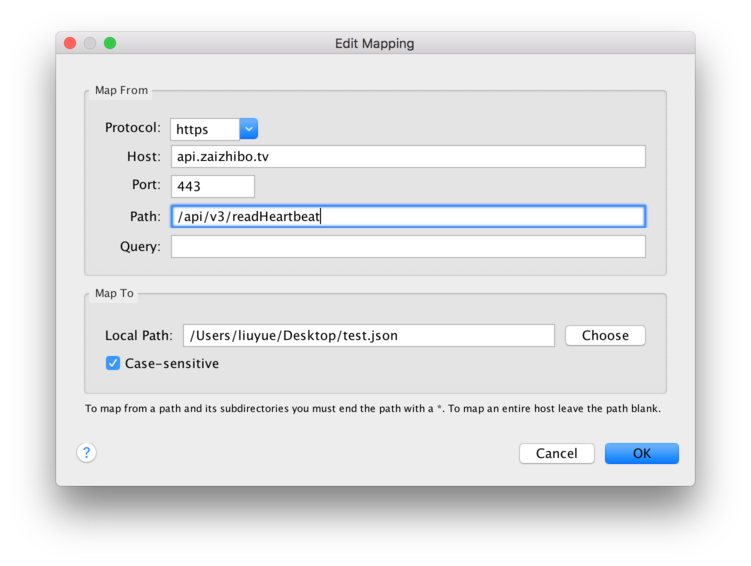 Edit Mapping
Map From
Protocol: https
Host: api.zaizhibo.tv
Port: 443
Path: /api/v3/readHeartbeat
Query:
Map To
Local Path: /Users/liuyue/Desktop/test.json Choose
Case-sensitive
To map from a path and its subdirectories you must end the path with a *. To map an entire host leave the path blank.
? Cancel OK